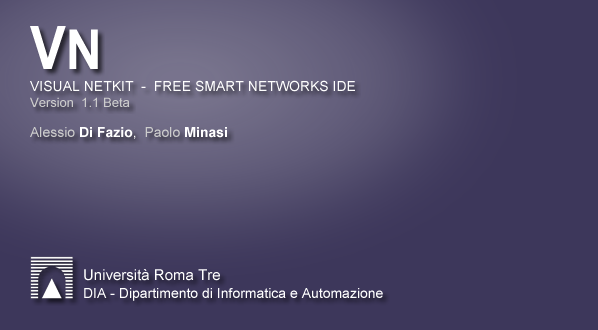 VN
VISUAL NETKIT - FREE SMART NETWORKS IDE
Version 1.1 Beta
Alessio Di Fazio, Paolo Minasi
Università Roma Tre
DIA - Dipartimento di Informatica e Automazione